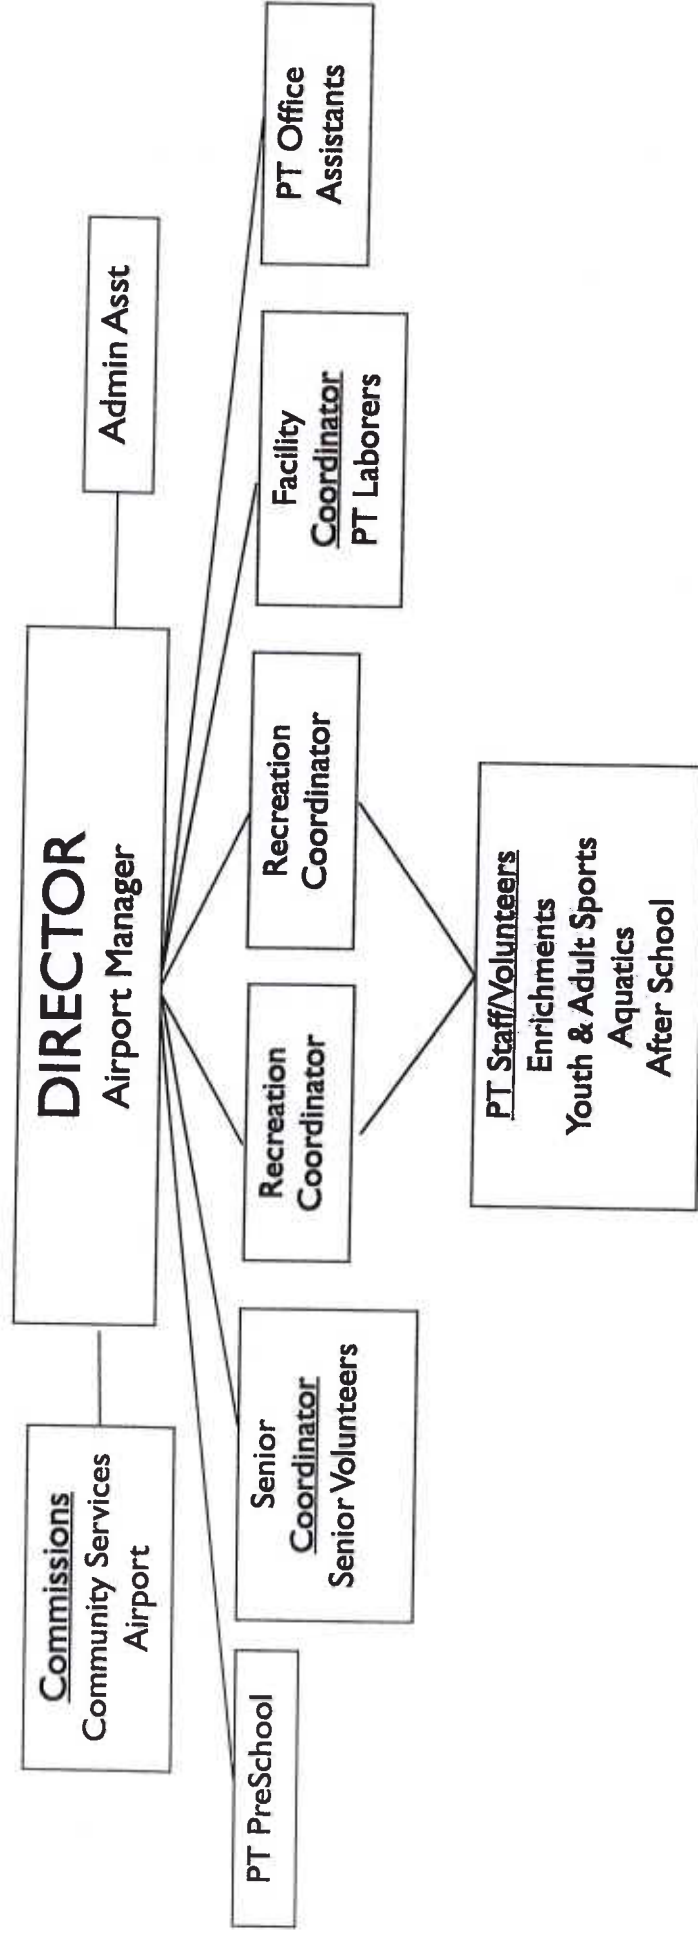 DIRECTOR
Airport Manager
Commissions
Community Services
Airport
Admin Asst
PT PreSchool
Senior
Coordinator
Senior Volunteers
Recreation
Coordinator
Recreation
Coordinator
Facility
Coordinator
PT Laborers
PT Office
Assistants
PT Staff/Volunteers
Enrichments
Youth & Adult Sports
Aquatics
After School